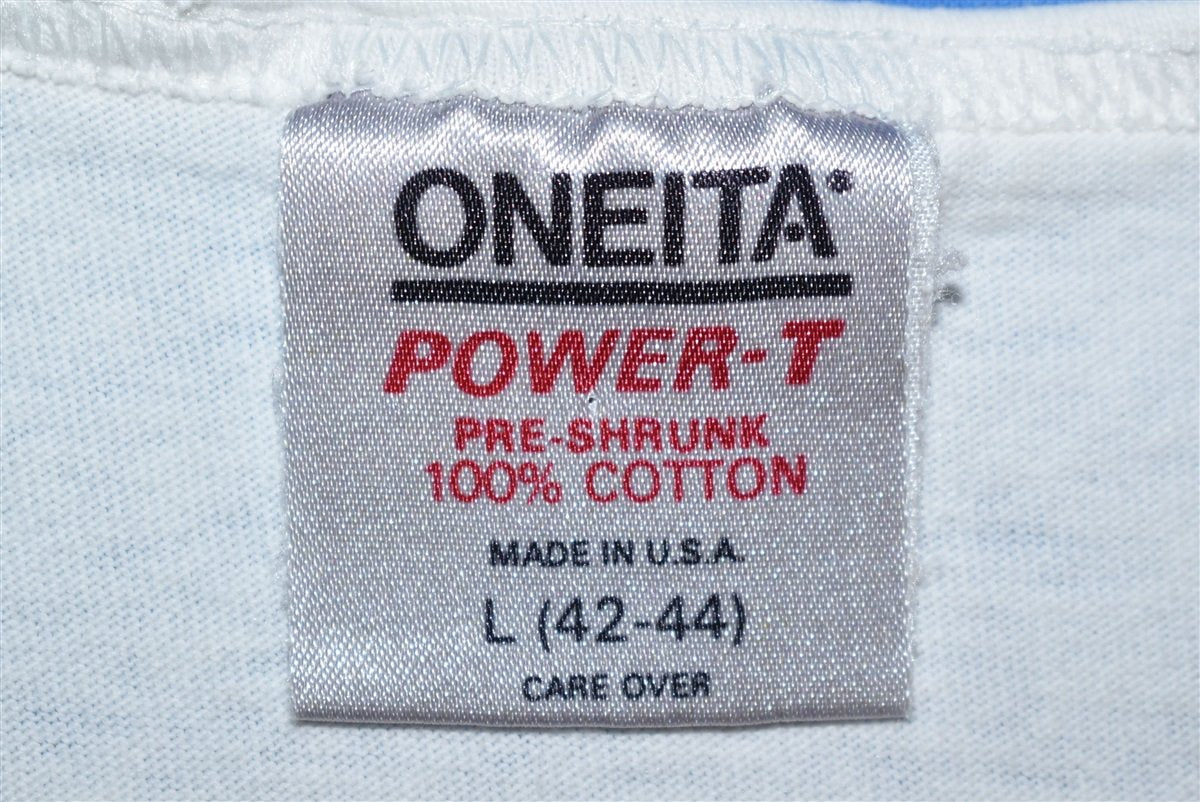 ONEITA®
POWER-T
PRE-SHRUNK
100% COTTON
MADE IN U.S.A.
L (42-44)
CARE OVER